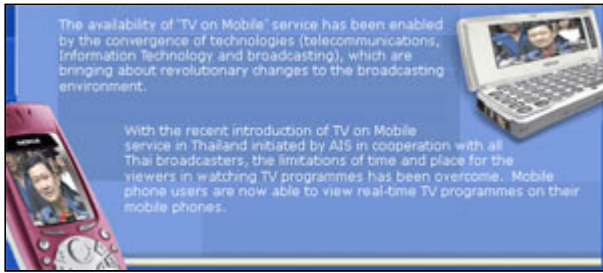 The availability of 'TV on Mobile' service has been enabled
by the convergence of technologies (telecommunications,
Information Technology and broadcasting), which are
bringing about revolutionary changes to the broadcasting
environment.
With the recent introduction of TV on Mobile
service in Thailand initiated by AIS in cooperation with all
Thai broadcasters, the limitations of time and place for the
viewers in watching TV programmes has been overcome. Mobile
phone users are now able to view real-time TV programmes on their
mobile phones.
NOKIA